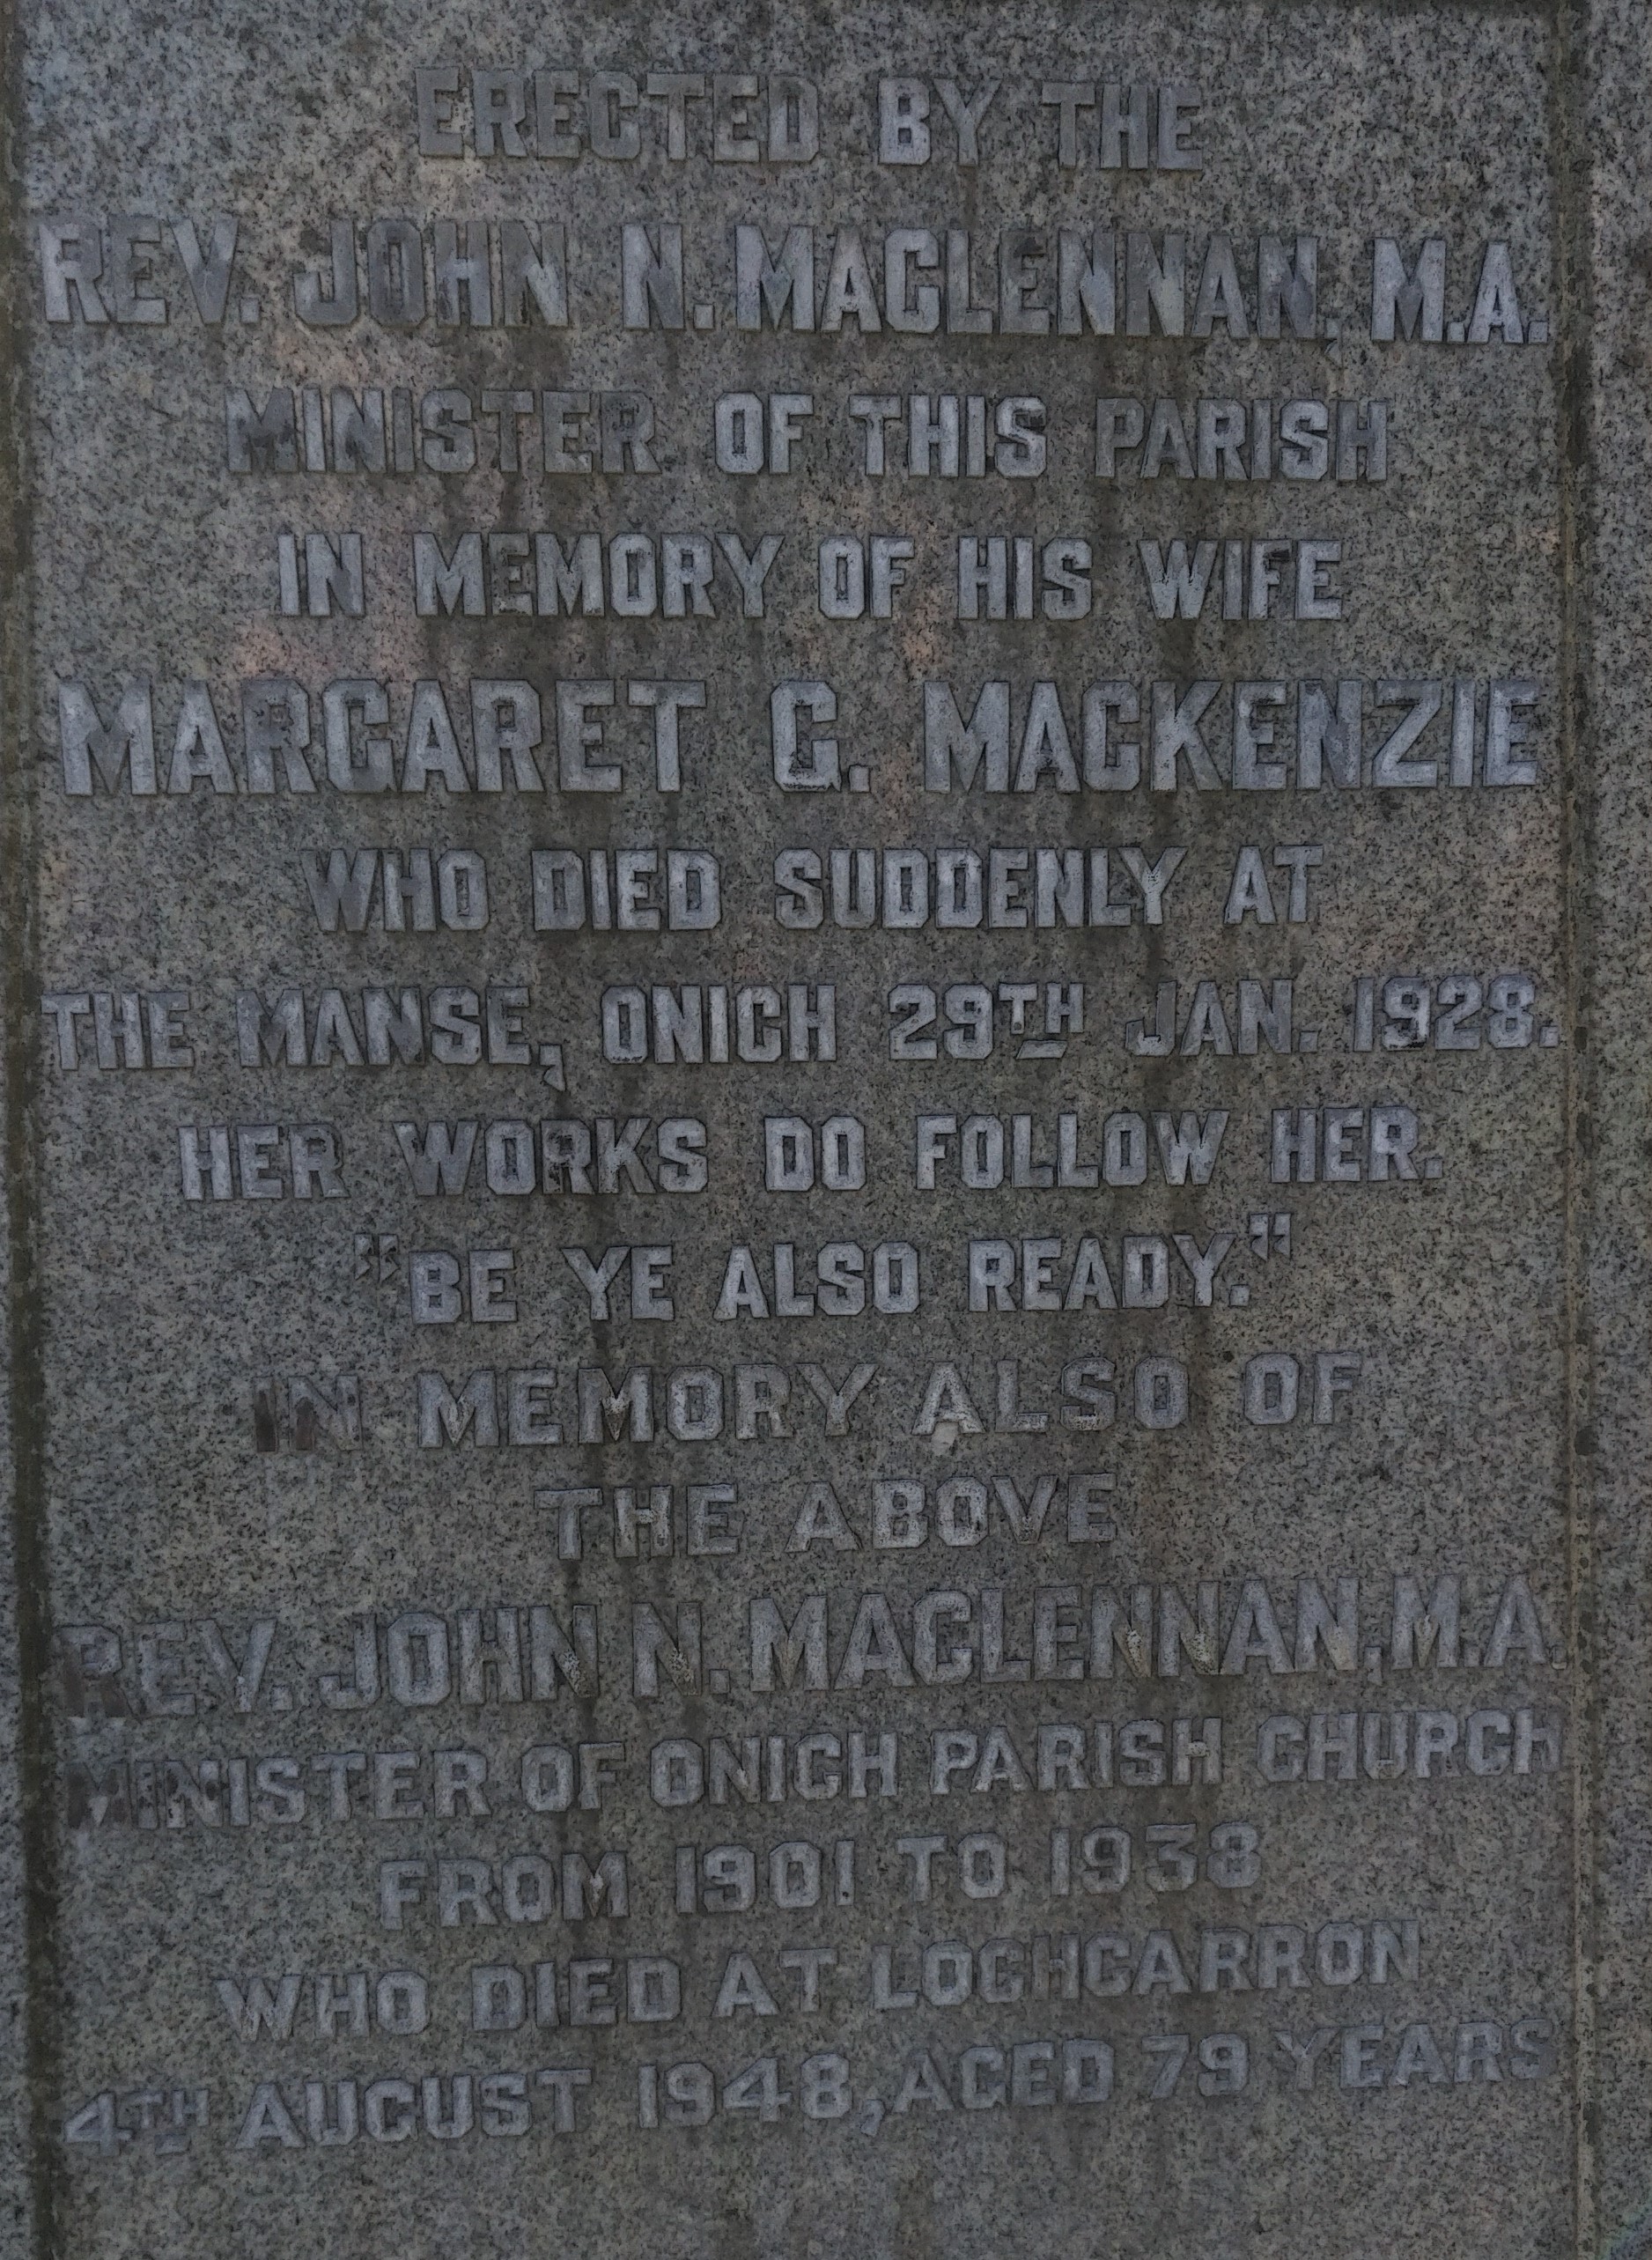 ERECTED BY THE
REV. JOHN N. MACLENNAN, M.A.
MINISTER OF THIS PARISH
IN MEMORY OF HIS WIFE
MARGARET G. MACKENZIE
WHO DIED SUDDENLY AT
THE MANSE, ONICH 29TH JAN. 1928.
HER WORKS DO FOLLOW HER.
"BE YE ALSO READY."
IN MEMORY ALSO OF
THE ABOVE
REV. JOHN N. MACLENNAN, M.A.
MINISTER OF ONICH PARISH CHURCH
FROM 1901 TO 1938
WHO DIED AT LOCHCARRON
4TH AUGUST 1948, AGED 79 YEARS